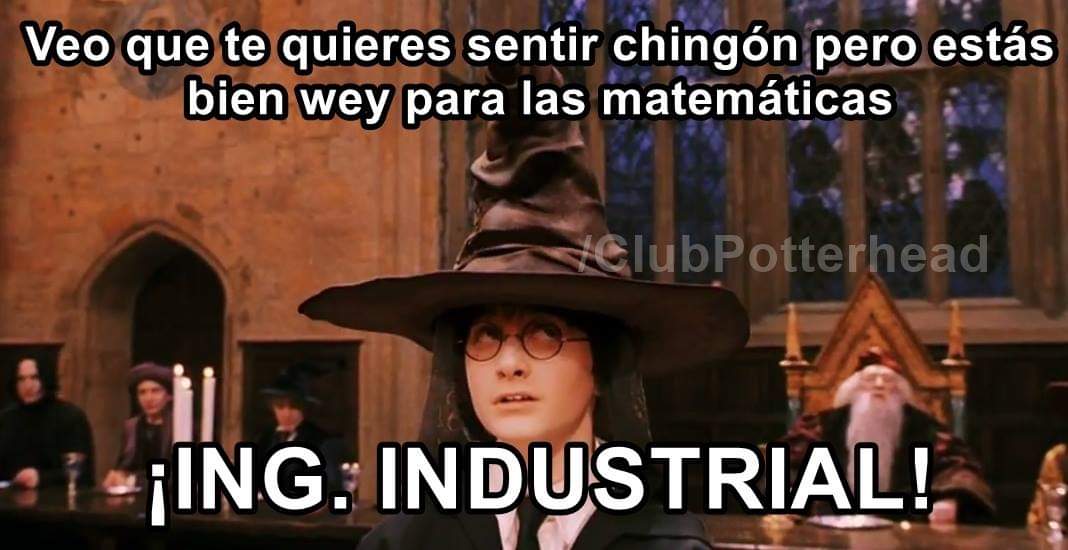 Veo que te quieres sentir chingón pero estás
bien wey para las matemáticas
/ClubPotterhead
¡ING. INDUSTRIAL!